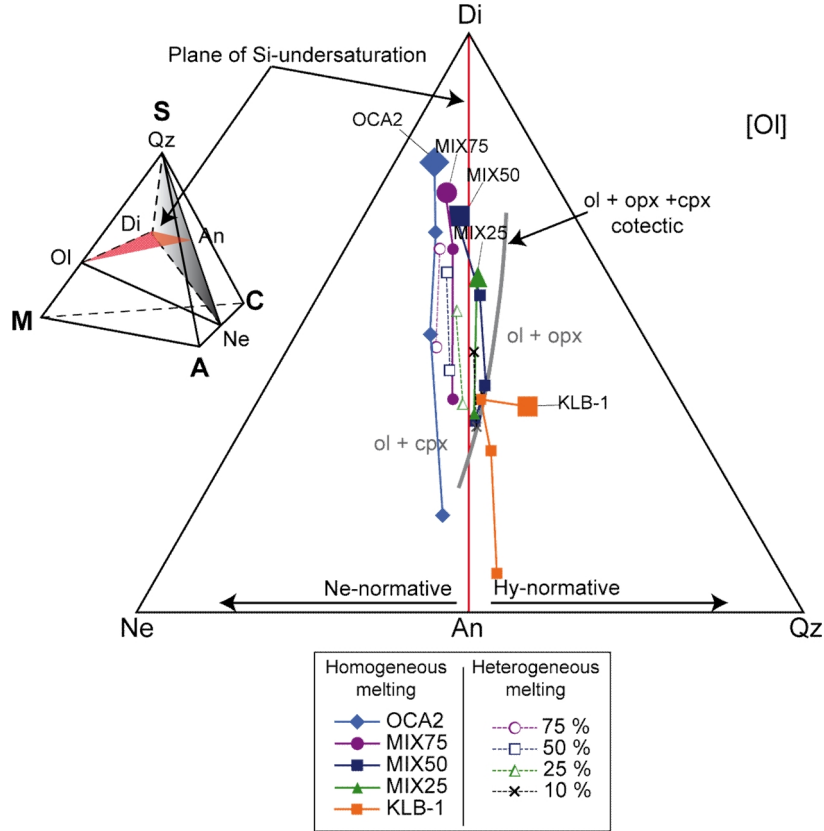 Di
Plane of Si-undersaturation
[Ol]
OCA2
MIX75
MIX50
MIX25
ol + opx +cpx
cotectic
S
Qz
Di
An
Ol
M
C
Ne
A
ol + opx
KLB-1
ol + cpx
Ne-normative
Hy-normative
Ne
An
Qz
Homogeneous
melting
OCA2
MIX75
MIX50
MIX25
KLB-1
Heterogeneous
melting
75 %
50 %
25 %
10 %